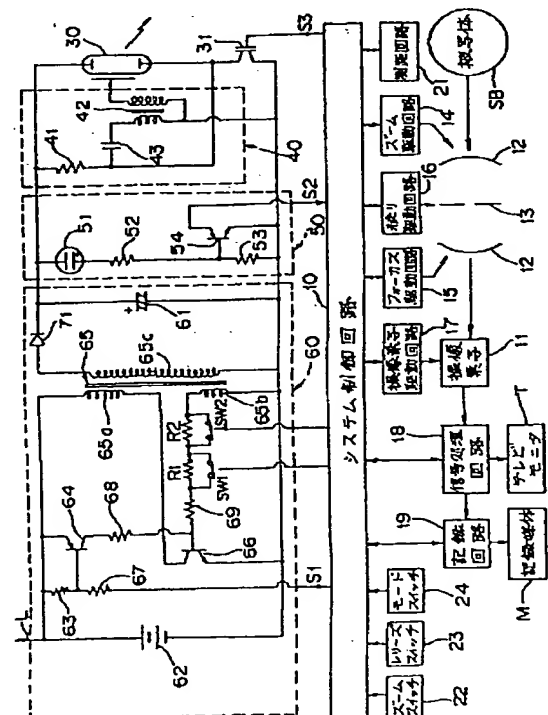 30
31
S3
41
42
43
40
51
52
53
54
S2
50
71
61
65
65a
65b
65c
60
R1
R2
SW1
SW2
64
68
69
66
63
67
62
L
S1
10
システム制御回路
測距回路
21
被写体
SB
ズーム駆動回路
14
12
絞り駆動回路
16
13
フォーカス駆動回路
15
12
撮像素子駆動回路
17
撮像素子
11
信号処理回路
18
テレビモニタ
T
記録回路
19
記録媒体
M
モードスイッチ
24
レリーズスイッチ
23
ズームスイッチ
22